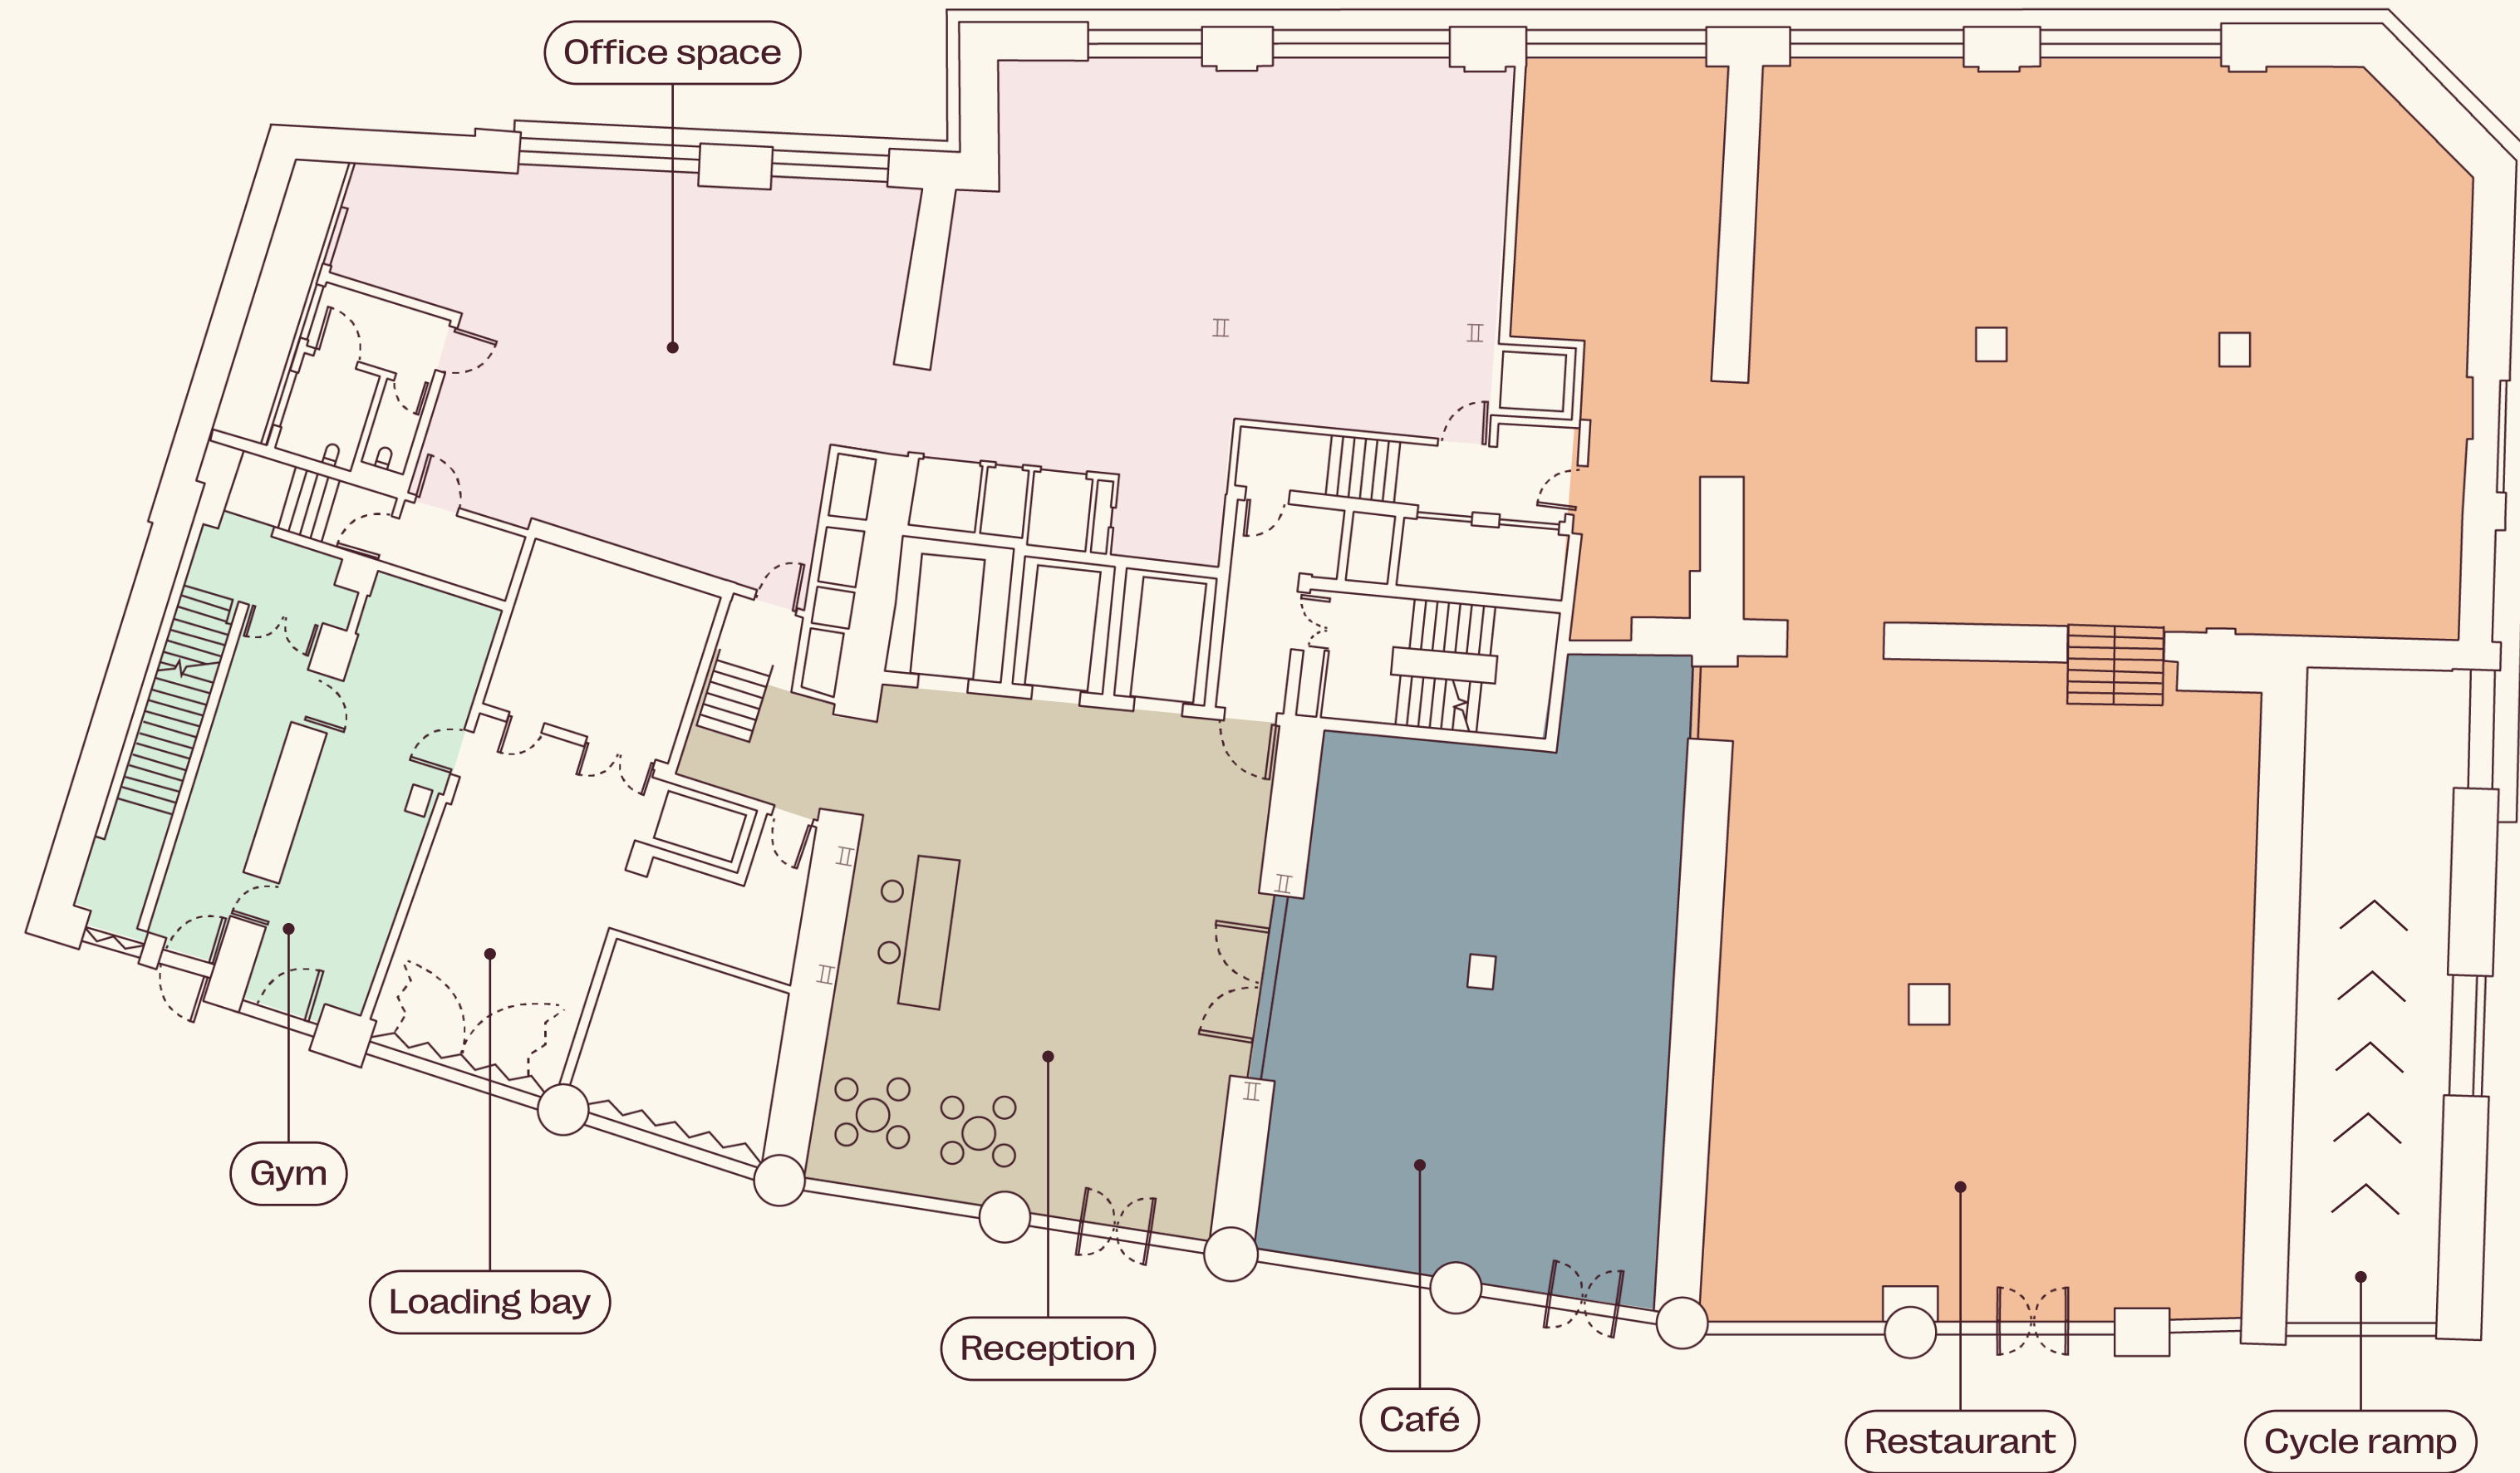 Office space
Gym
Loading bay
Reception
Café
Restaurant
Cycle ramp